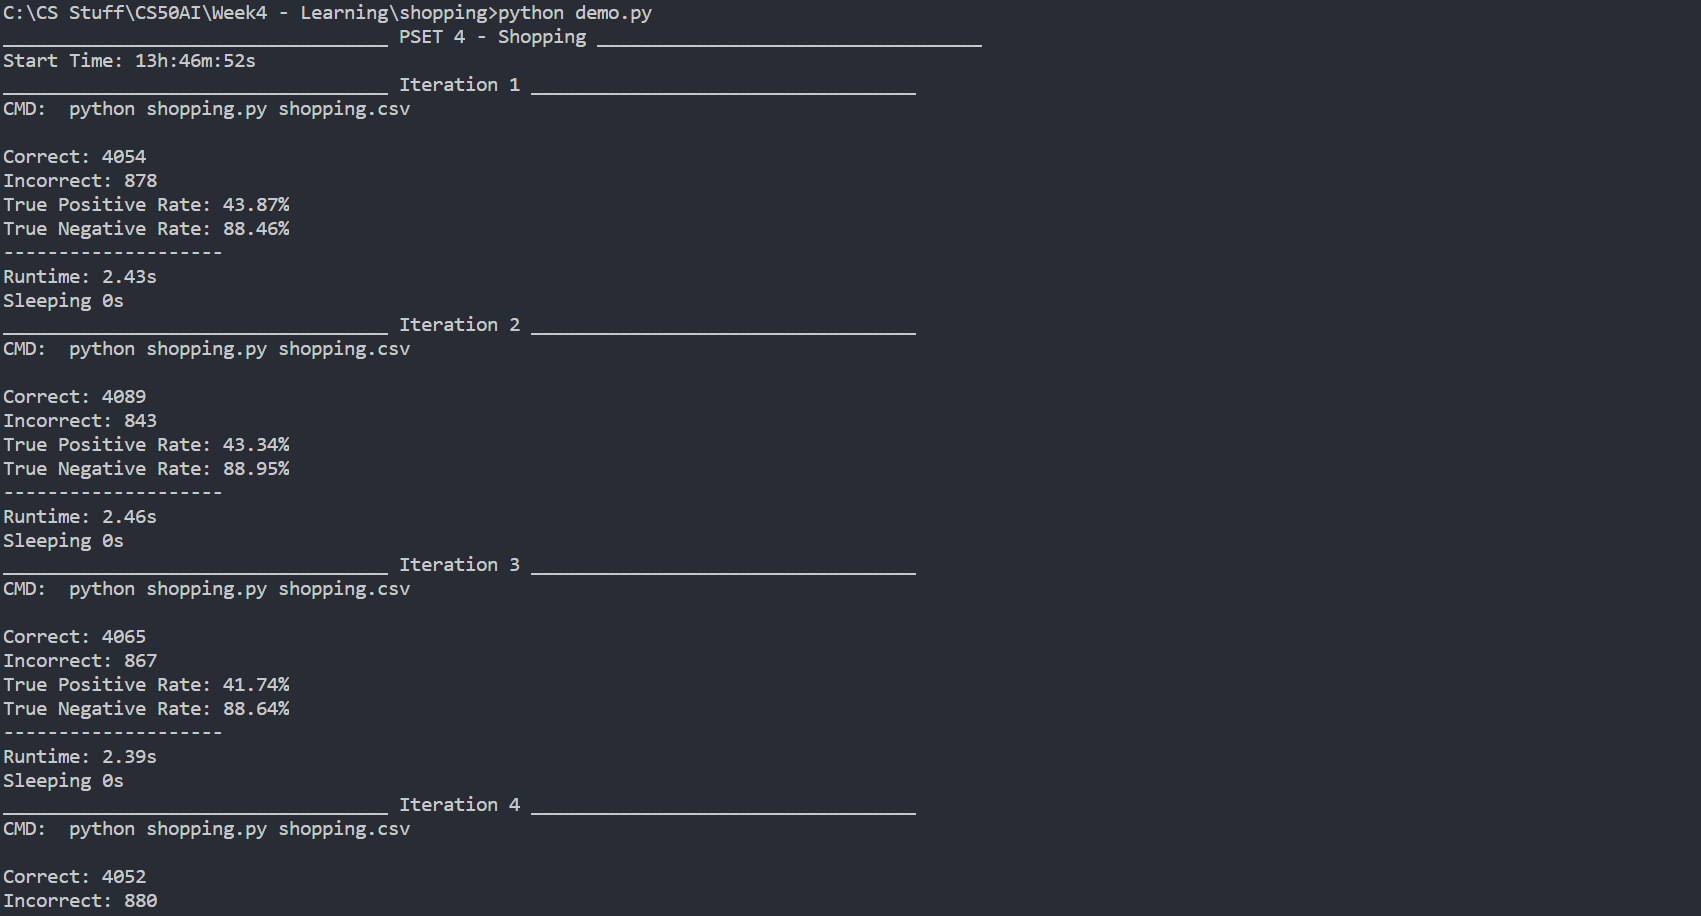 C:\CS Stuff\CS50AI\Week4 - Learning\shopping>python demo.py
___________________________________ PSET 4 - Shopping ___________________________________
Start Time: 13h:46m:52s
___________________________________ Iteration 1 ___________________________________
CMD:  python shopping.py shopping.csv

Correct: 4054
Incorrect: 878
True Positive Rate: 43.87%
True Negative Rate: 88.46%
--------------------
Runtime: 2.43s
Sleeping 0s
___________________________________ Iteration 2 ___________________________________
CMD:  python shopping.py shopping.csv

Correct: 4089
Incorrect: 843
True Positive Rate: 43.34%
True Negative Rate: 88.95%
--------------------
Runtime: 2.46s
Sleeping 0s
___________________________________ Iteration 3 ___________________________________
CMD:  python shopping.py shopping.csv

Correct: 4065
Incorrect: 867
True Positive Rate: 41.74%
True Negative Rate: 88.64%
--------------------
Runtime: 2.39s
Sleeping 0s
___________________________________ Iteration 4 ___________________________________
CMD:  python shopping.py shopping.csv

Correct: 4052
Incorrect: 880